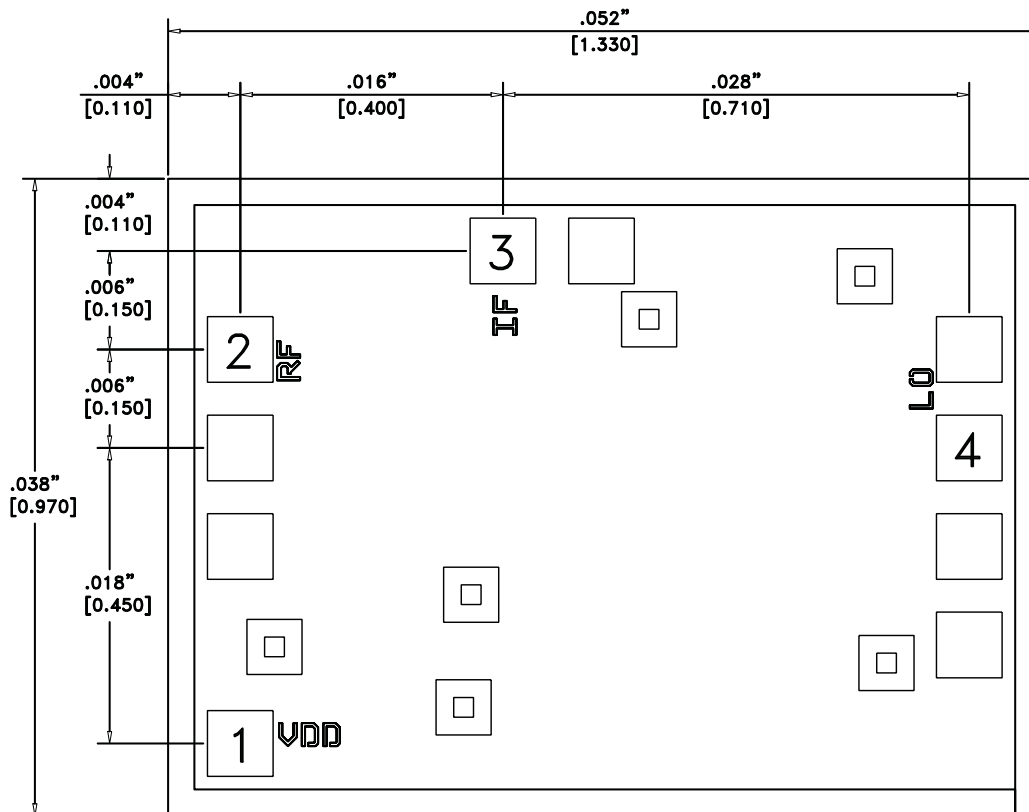 .052”
[1.330]
.004” .016” .028”
[0.110] [0.400] [0.710]
.004”
[0.110]
3
IF
.006”
[0.150]
2 RF
LO
.006”
[0.150]
4
.038”
[0.970]
.018”
[0.450]
1 VDD